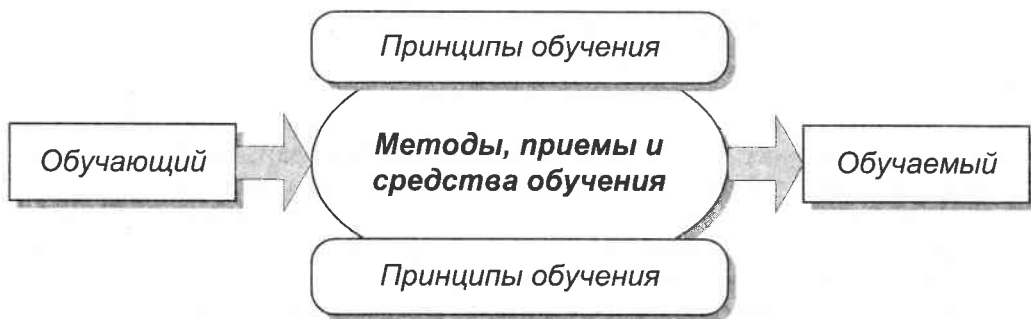 Принципы обучения
Обучающий
Методы, приемы и
средства обучения
Обучаемый
Принципы обучения